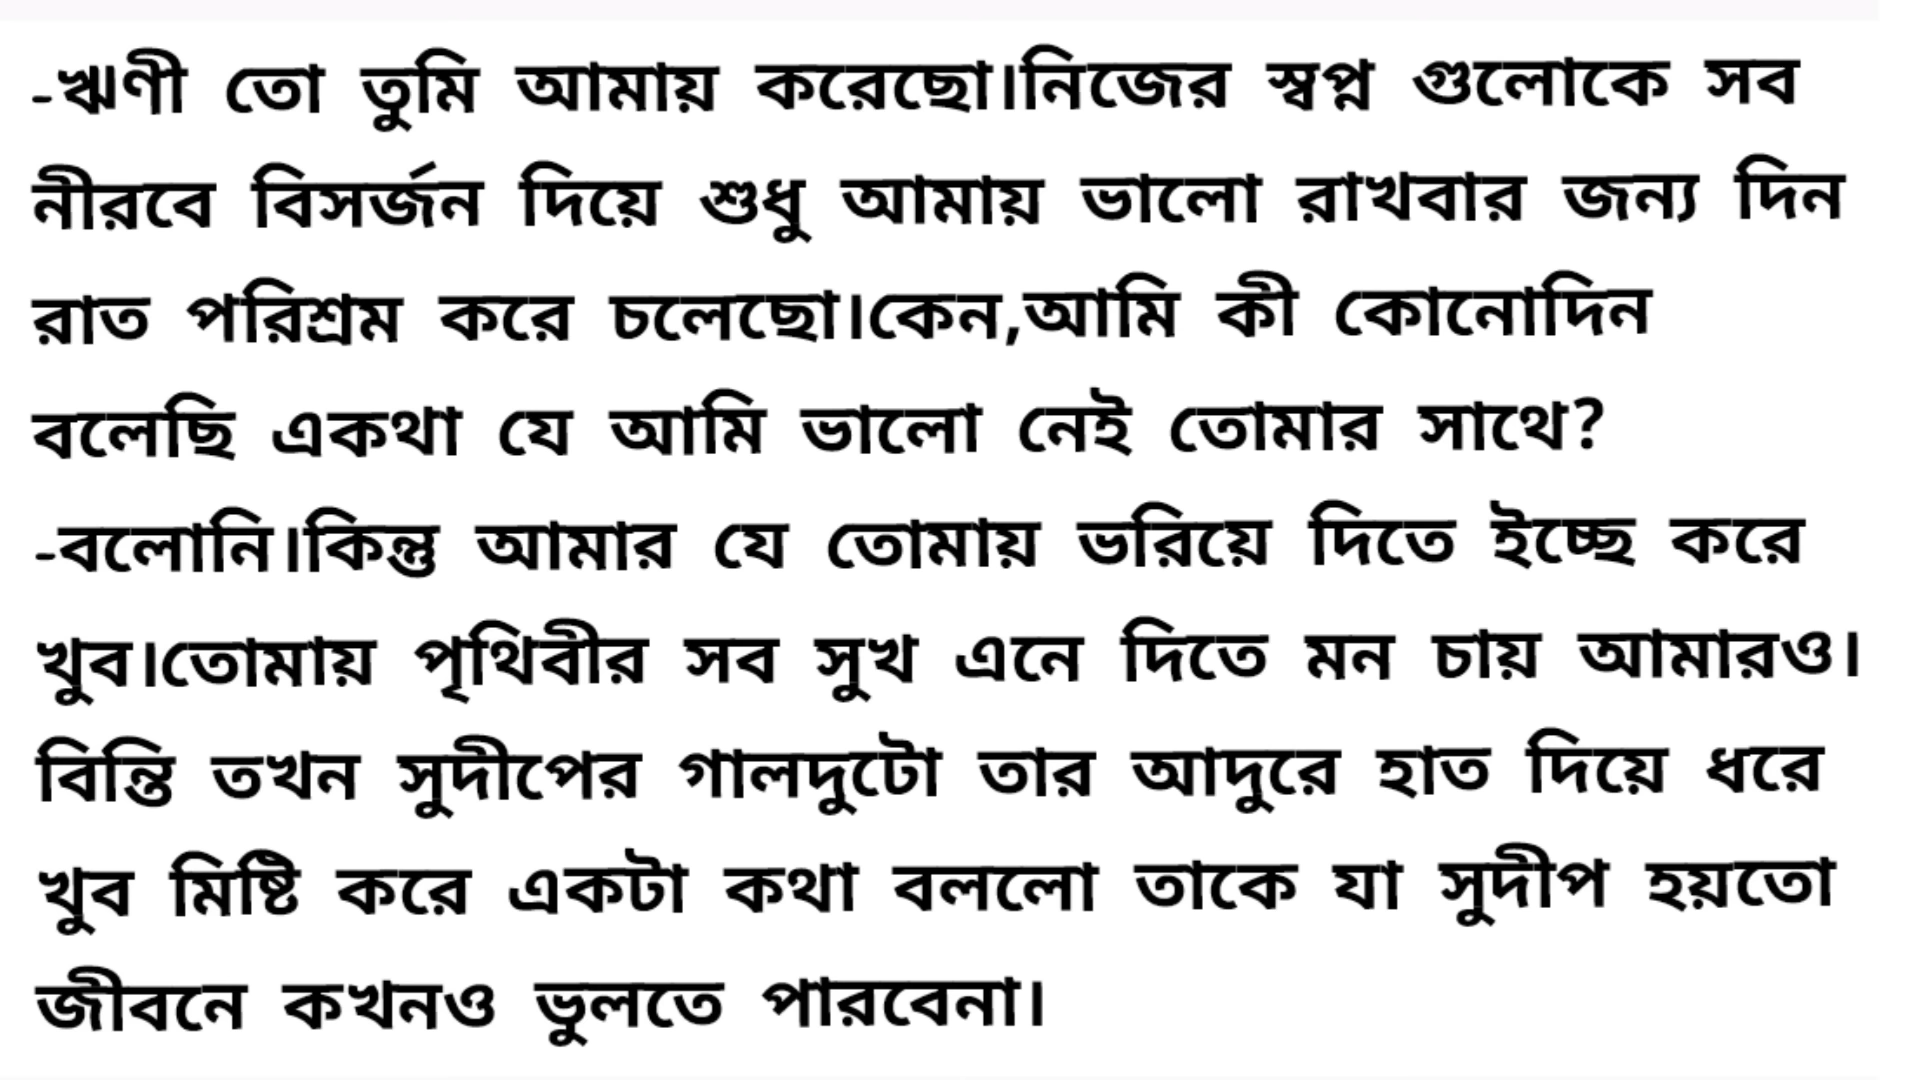 -ঋণী তো তুমি আমায় করেছো।নিজের স্বপ্ন গুলোকে সব
নীরবে বিসর্জন দিয়ে শুধু আমায় ভালো রাখবার জন্য দিন
রাত পরিশ্রম করে চলেছো।কেন,আমি কী কোনোদিন
বলেছি একথা যে আমি ভালো নেই তোমার সাথে?
-বলোনি।কিন্তু আমার যে তোমায় ভরিয়ে দিতে ইচ্ছে করে
খুব।তোমায় পৃথিবীর সব সুখ এনে দিতে মন চায় আমারও।
বিন্তি তখন সুদীপের গালদুটো তার আদুরে হাত দিয়ে ধরে
খুব মিষ্টি করে একটা কথা বললো তাকে যা সুদীপ হয়তো
জীবনে কখনও ভুলতে পারবেনা।